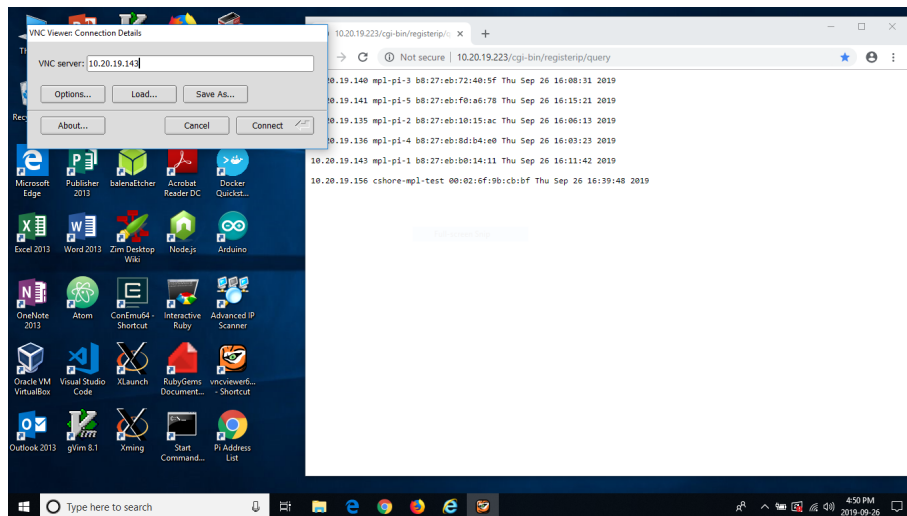 VNC Viewer: Connection Details
VNC server: 10.20.19.143
Options...
Load...
Save As...
About...
Cancel
Connect
10.20.19.223/cgi-bin/registerip/
Not secure | 10.20.19.223/cgi-bin/registerip/query
0.19.140 mpl-pi-3 b8:27:eb:72:40:5f Thu Sep 26 16:08:31 2019
0.19.141 mpl-pi-5 b8:27:eb:f0:a6:78 Thu Sep 26 16:15:21 2019
0.19.135 mpl-pi-2 b8:27:eb:10:15:ac Thu Sep 26 16:06:13 2019
0.19.136 mpl-pi-4 b8:27:eb:8d:b4:e0 Thu Sep 26 16:03:23 2019
10.20.19.143 mpl-pi-1 b8:27:eb:b0:14:11 Thu Sep 26 16:11:42 2019
10.20.19.156 cshore-mpl-test 00:02:6f:9b:cb:bf Thu Sep 26 16:39:48 2019
Th
Rec
Microsoft
Edge
Publisher
2013
balenaEtcher
Acrobat
Reader DC
Docker
Quickst...
Excel 2013
Word 2013
Zim Desktop
Wiki
Node.js
Arduino
OneNote
2013
Atom
ConEmu64 -
Shortcut
Interactive
Ruby
Advanced IP
Scanner
Oracle VM
VirtualBox
Visual Studio
Code
XLaunch
RubyGems
Document...
vncviewer6...
- Shortcut
Outlook 2013
gVim 8.1
Xming
Start
Command...
Pi Address
List
Type here to search
4:50 PM
2019-09-26